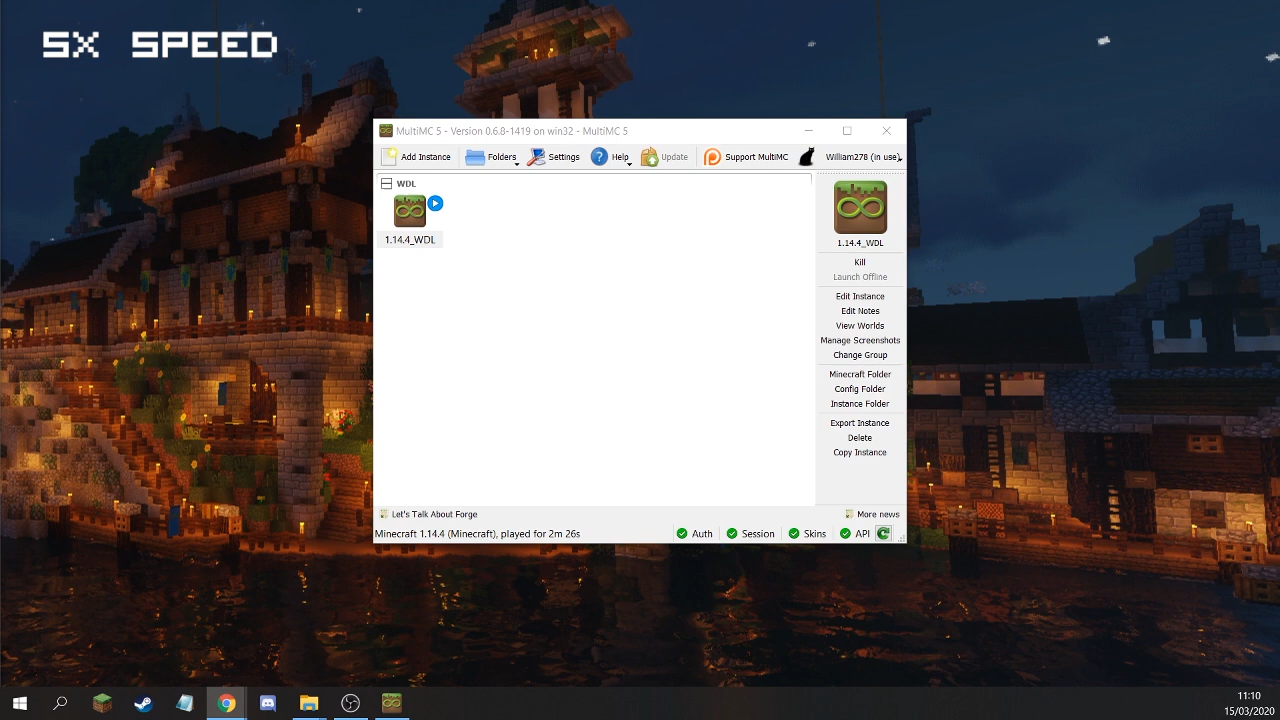 5X SPEED
MultiMC 5 - Version 0.6.8-1419 on win32 - MultiMC 5
Add Instance Folders Settings Help Update Support MultiMC William278 (in use)
WDL
1.14.4_WDL
1.14.4_WDL
Kill
Launch Offline
Edit Instance
Edit Notes
View Worlds
Manage Screenshots
Change Group
Minecraft Folder
Config Folder
Instance Folder
Export Instance
Delete
Copy Instance
Let's Talk About Forge More news
Minecraft 1.14.4 (Minecraft), played for 2m 26s Auth Session Skins API
11:10
15/03/2020